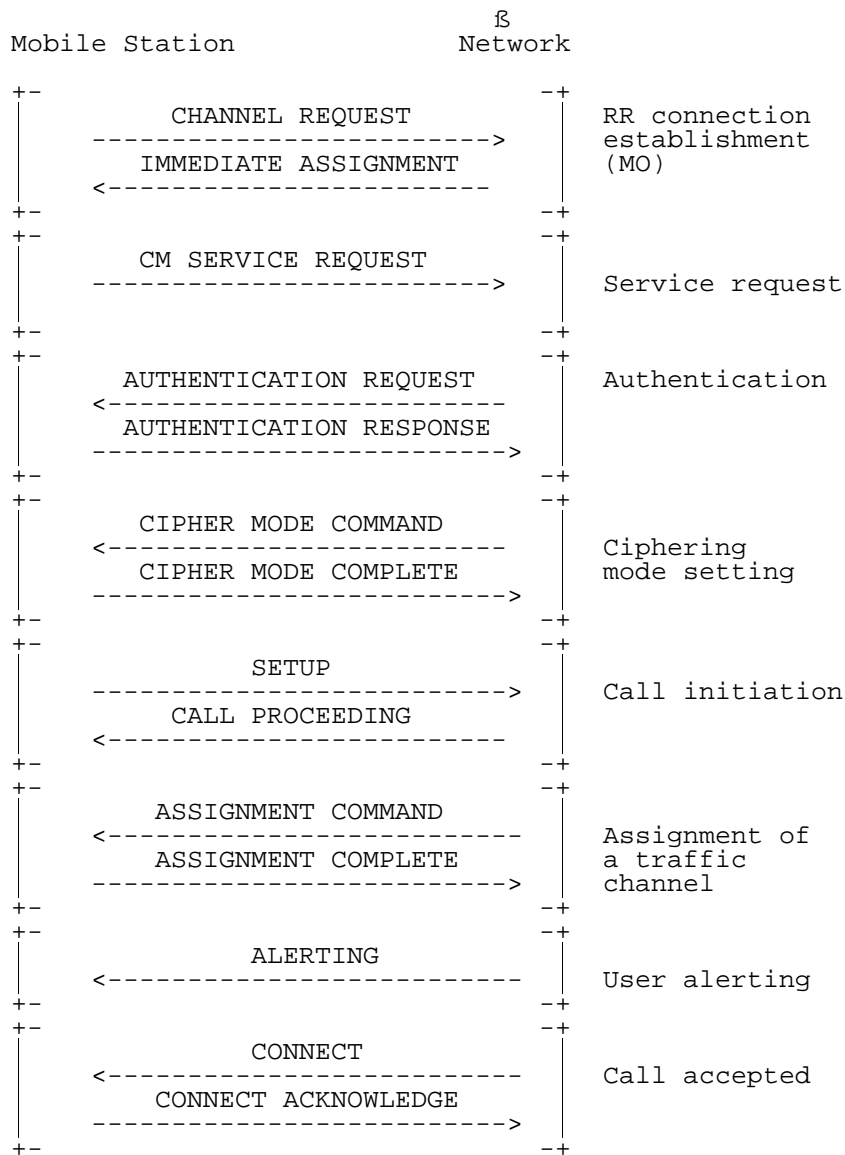 ß
Mobile Station Network
CHANNEL REQUEST RR connection
-------------------------> establishment
IMMEDIATE ASSIGNMENT (MO)
<------------------------
CM SERVICE REQUEST
-------------------------> Service request
AUTHENTICATION REQUEST Authentication
<-------------------------
AUTHENTICATION RESPONSE
-------------------------->
CIPHER MODE COMMAND
<------------------------- Ciphering
CIPHER MODE COMPLETE mode setting
-------------------------->
SETUP
--------------------------> Call initiation
CALL PROCEEDING
<-------------------------
ASSIGNMENT COMMAND
<-------------------------- Assignment of
ASSIGNMENT COMPLETE a traffic
--------------------------> channel
ALERTING
<-------------------------- User alerting
CONNECT
<-------------------------- Call accepted
CONNECT ACKNOWLEDGE
-------------------------->